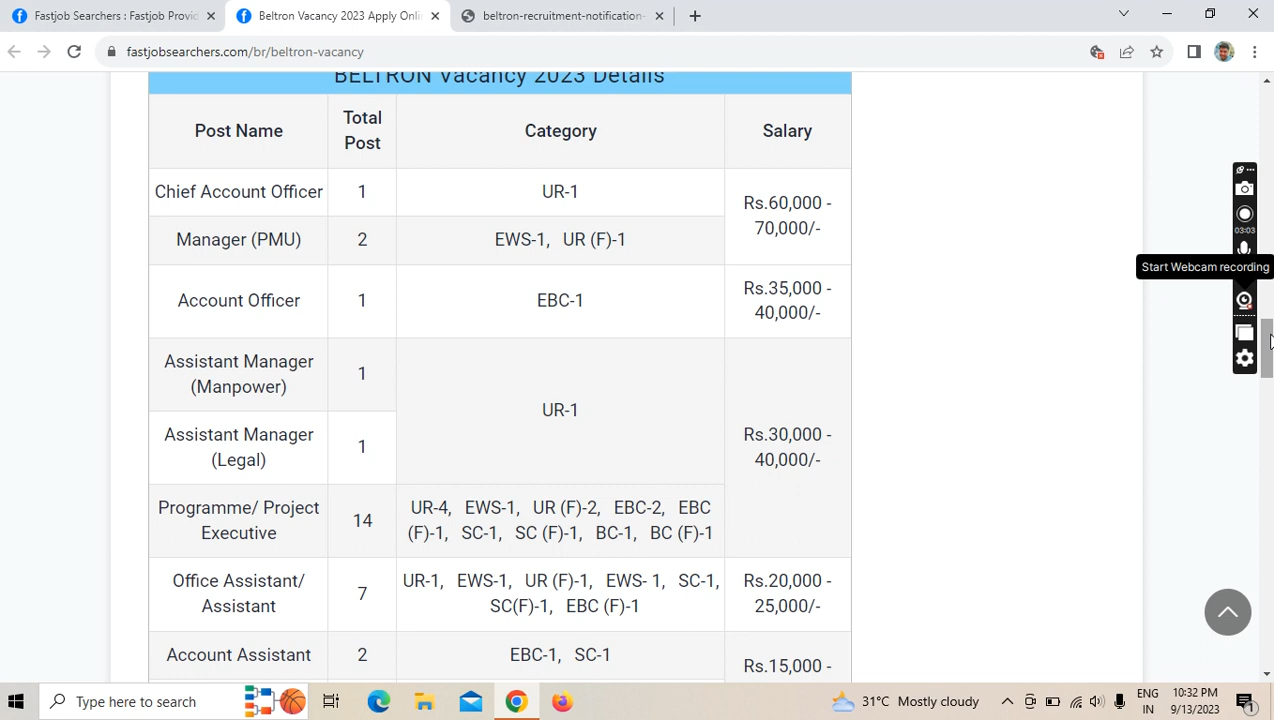 Fastjob Searchers : Fastjob Provid
Beltron Vacancy 2023 Apply Onli
beltron-recruitment-notification-
fastjobsearchers.com/br/beltron-vacancy
BELTRON Vacancy 2023 Details
Post Name
Total
Post
Category
Salary
Chief Account Officer
1
UR-1
Rs.60,000 -
70,000/-
Manager (PMU)
2
EWS-1, UR (F)-1
Account Officer
1
EBC-1
Rs.35,000 -
40,000/-
Assistant Manager
(Manpower)
1
UR-1
Rs.30,000 -
40,000/-
Assistant Manager
(Legal)
1
Programme/ Project
Executive
14
UR-4, EWS-1, UR (F)-2, EBC-2, EBC
(F)-1, SC-1, SC (F)-1, BC-1, BC (F)-1
Office Assistant/
Assistant
7
UR-1, EWS-1, UR (F)-1, EWS- 1, SC-1,
SC(F)-1, EBC (F)-1
Rs.20,000 -
25,000/-
Account Assistant
2
EBC-1, SC-1
Rs.15,000 -
03:03
Start Webcam recording
Type here to search
31°C Mostly cloudy
ENG
IN
10:32 PM
9/13/2023
1